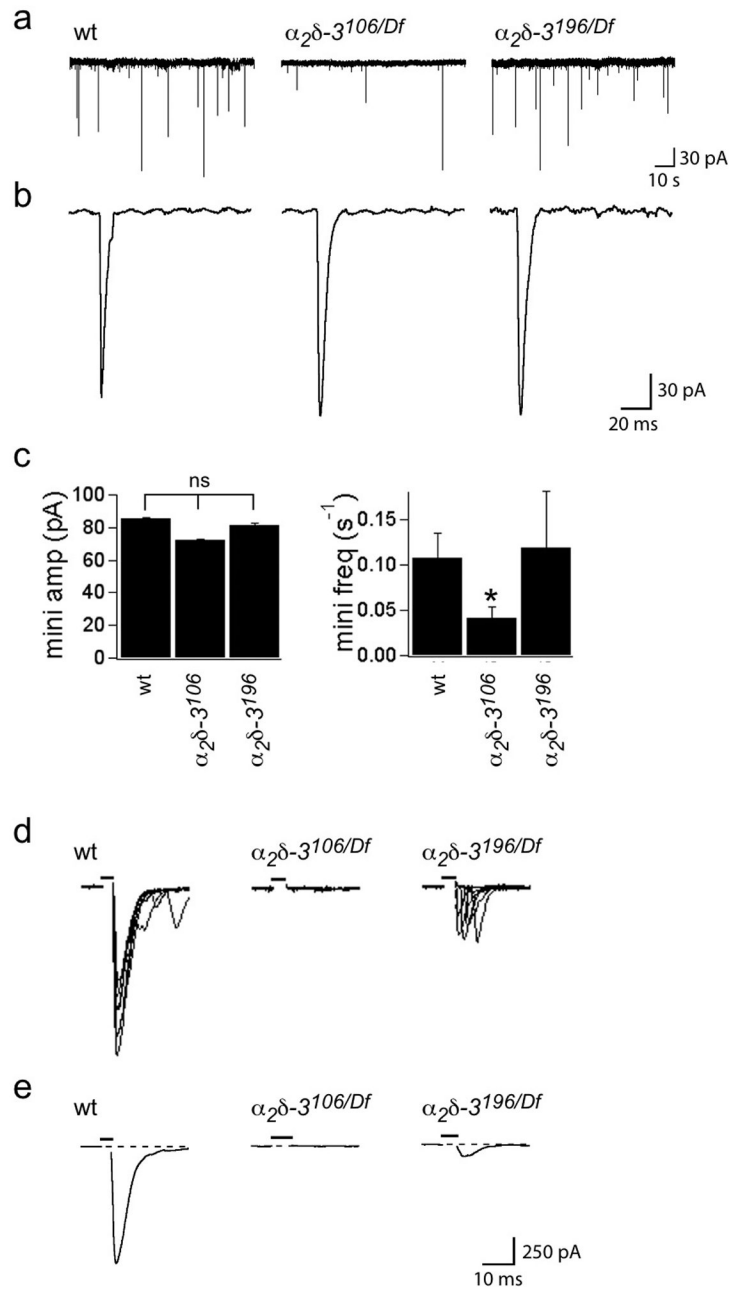 a
wt
α₂δ-3¹⁰⁶/ᴰᶠ
α₂δ-3¹⁹⁶/ᴰᶠ
30 pA
10 s
b
30 pA
20 ms
c
ns
100
80
60
40
20
0
mini amp (pA)
wt
α₂δ-3¹⁰⁶
α₂δ-3¹⁹⁶
0.15
0.10
0.05
0.00
mini freq (s⁻¹)
*
wt
α₂δ-3¹⁰⁶
α₂δ-3¹⁹⁶
d
wt
α₂δ-3¹⁰⁶/ᴰᶠ
α₂δ-3¹⁹⁶/ᴰᶠ
e
wt
α₂δ-3¹⁰⁶/ᴰᶠ
α₂δ-3¹⁹⁶/ᴰᶠ
250 pA
10 ms